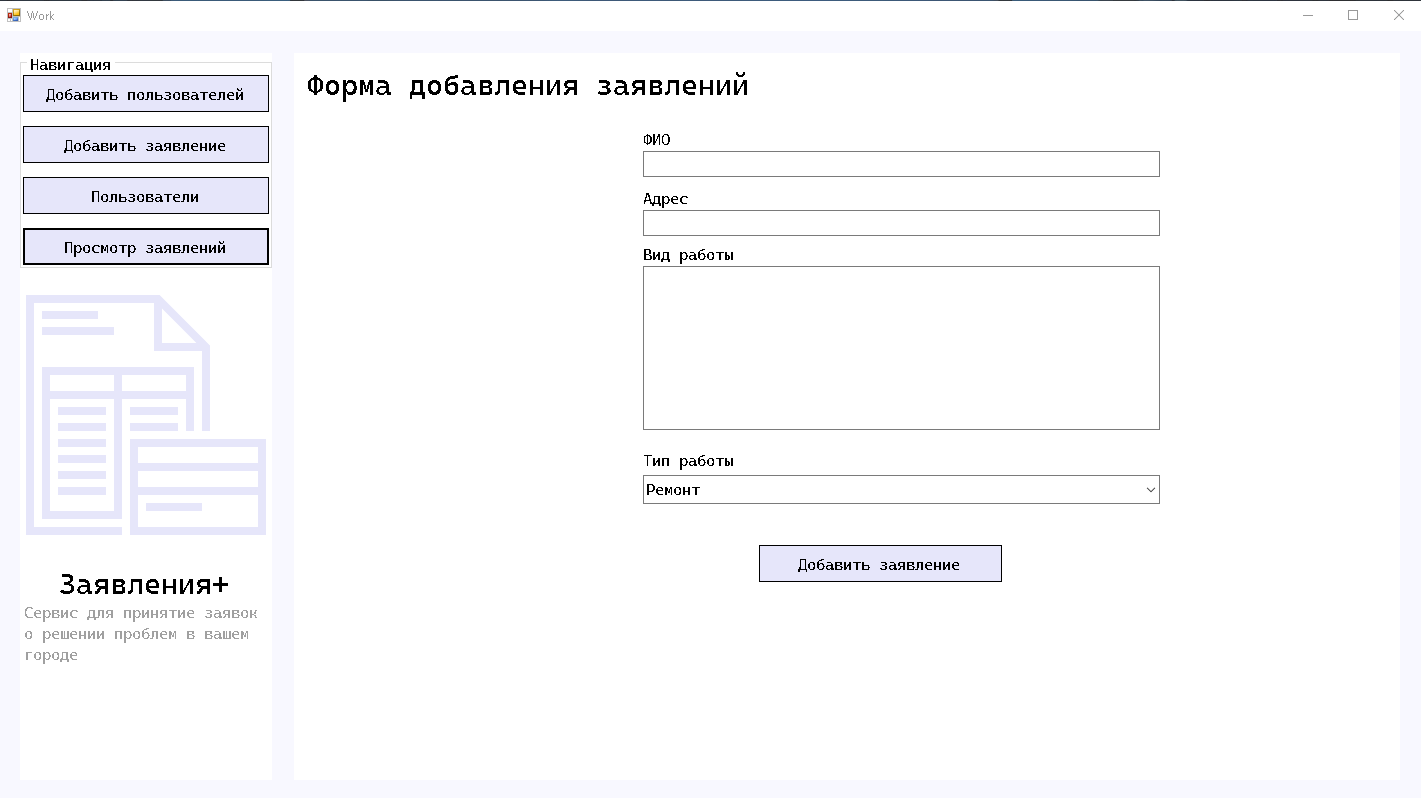 Work
Навигация
Добавить пользователей
Добавить заявление
Пользователи
Просмотр заявлений
Заявления+
Сервис для принятие заявок
о решении проблем в вашем
городе
Форма добавления заявлений
ФИО
Адрес
Вид работы
Тип работы
Ремонт
Добавить заявление